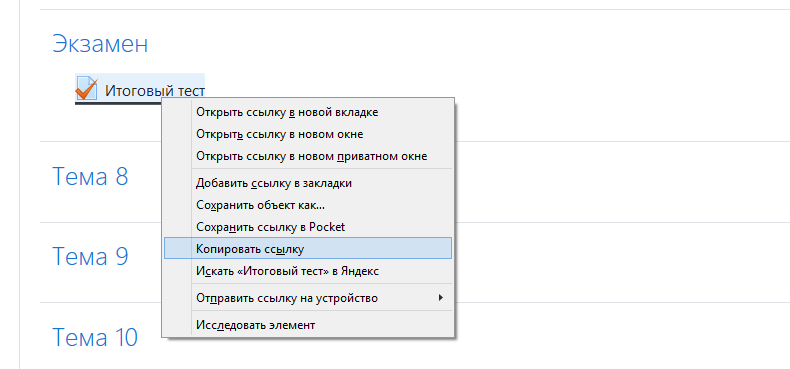 Экзамен
Итоговый тест
Открыть ссылку в новой вкладке
Открыть ссылку в новом окне
Открыть ссылку в новом приватном окне
Добавить ссылку в закладки
Сохранить объект как...
Сохранить ссылку в Pocket
Копировать ссылку
Искать «Итоговый тест» в Яндекс
Отправить ссылку на устройство
Исследовать элемент
Тема 8
Тема 9
Тема 10